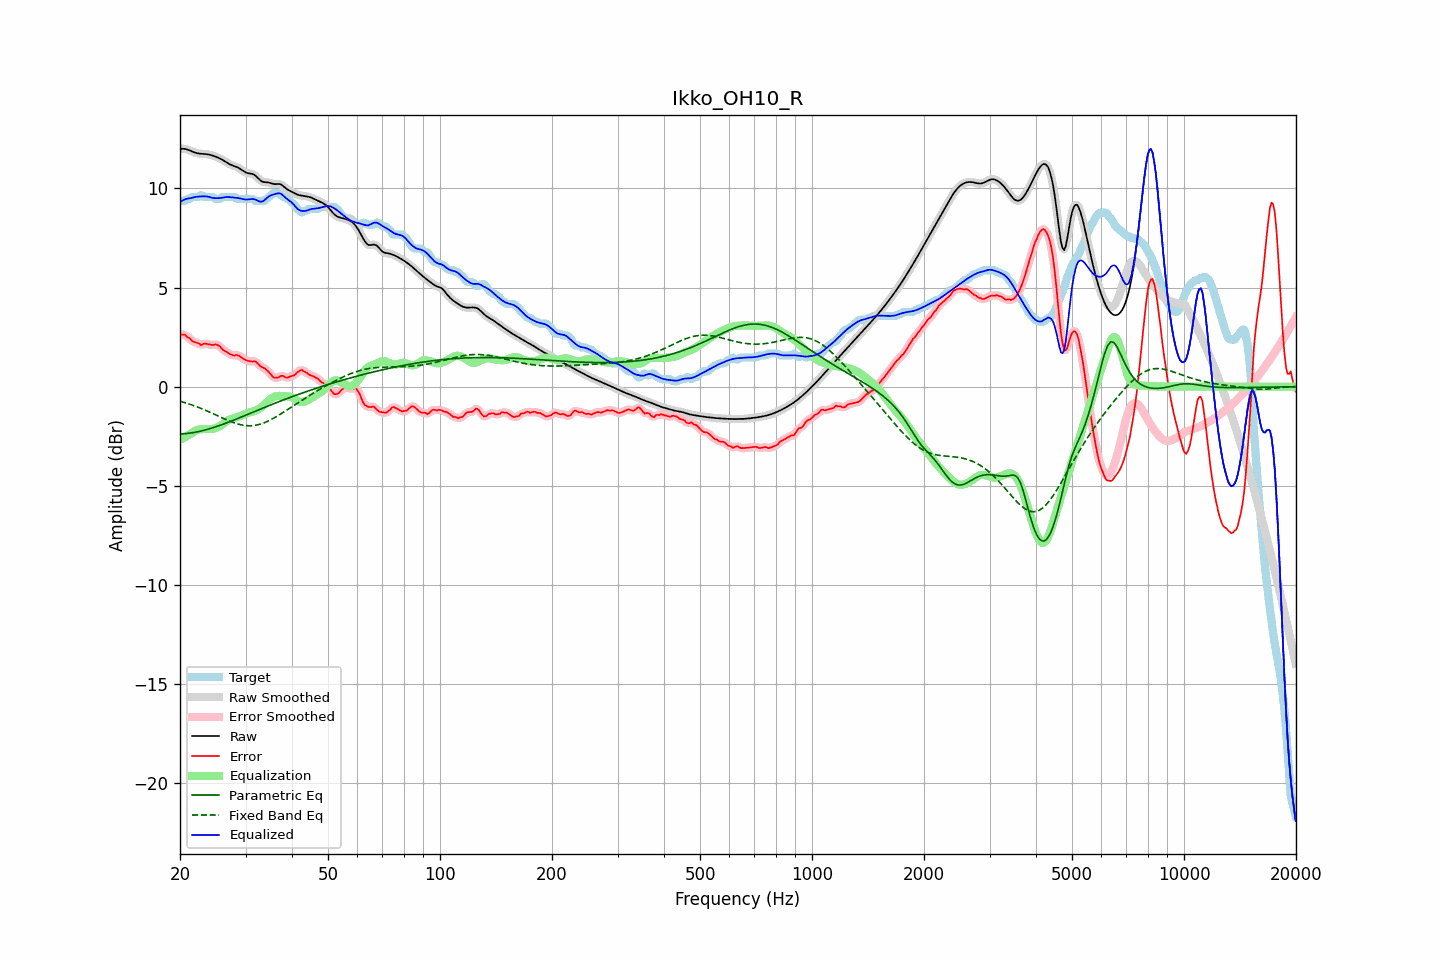 Ikko_OH10_R
Amplitude (dBr)
10
5
0
−5
−10
−15
−20
Target
Raw Smoothed
Error Smoothed
Raw
Error
Equalization
Parametric Eq
Fixed Band Eq
Equalized
20 50 100 200 500 1000 2000 5000 10000 20000
Frequency (Hz)